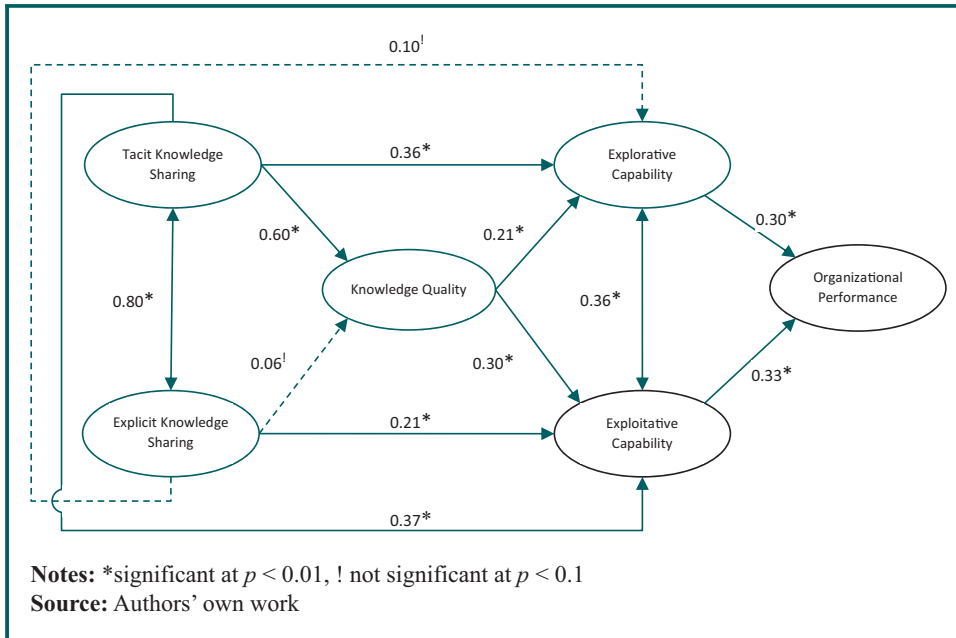 0.10!
Tacit Knowledge
Sharing
0.36*
Explorative
Capability
0.60*
0.21*
0.30*
0.80*
Knowledge Quality
0.36*
Organizational
Performance
0.06!
0.30*
0.33*
Explicit Knowledge
Sharing
0.21*
Exploitative
Capability
0.37*
Notes: *significant at p < 0.01, ! not significant at p < 0.1
Source: Authors' own work